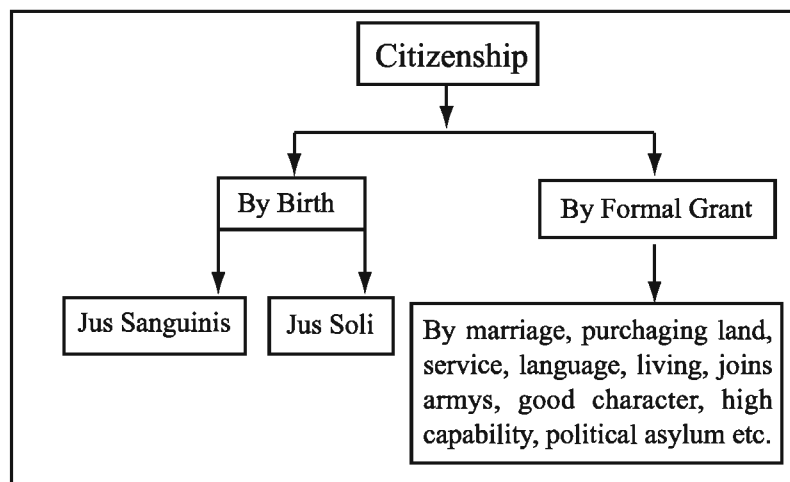 Citizenship
By Birth
By Formal Grant
Jus Sanguinis
Jus Soli
By marriage, purchaging land,
service, language, living, joins
armys, good character, high
capability, political asylum etc.